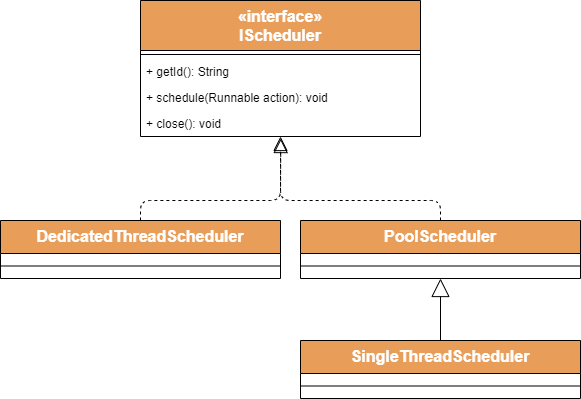 «interface»
IScheduler
+ getId(): String
+ schedule(Runnable action): void
+ close(): void
DedicatedThreadScheduler
PoolScheduler
SingleThreadScheduler